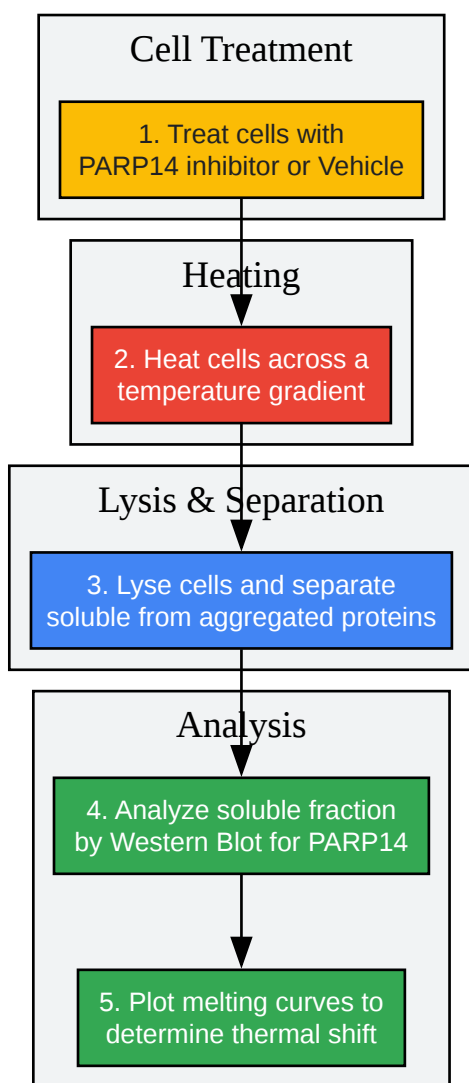 Cell Treatment
1. Treat cells with
PARP14 inhibitor or Vehicle
Heating
2. Heat cells across a
temperature gradient
Lysis & Separation
3. Lyse cells and separate
soluble from aggregated proteins
Analysis
4. Analyze soluble fraction
by Western Blot for PARP14
5. Plot melting curves to
determine thermal shift